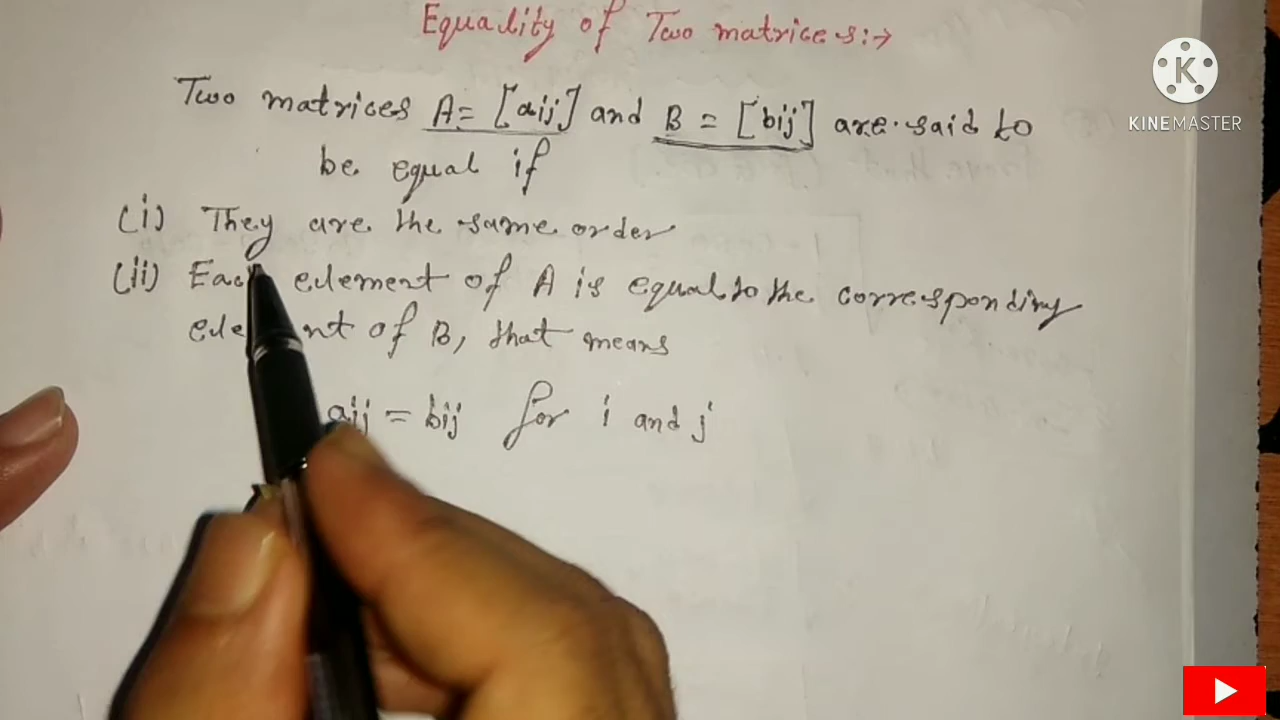 Equality of Two matrices:→
Two matrices A = [aij] and B = [bij] are said to
be equal if
(i) They are the same order
(ii) Each element of A is equal to the corresponding
of B, that means
aij = bij for i and j
KINEMASTER